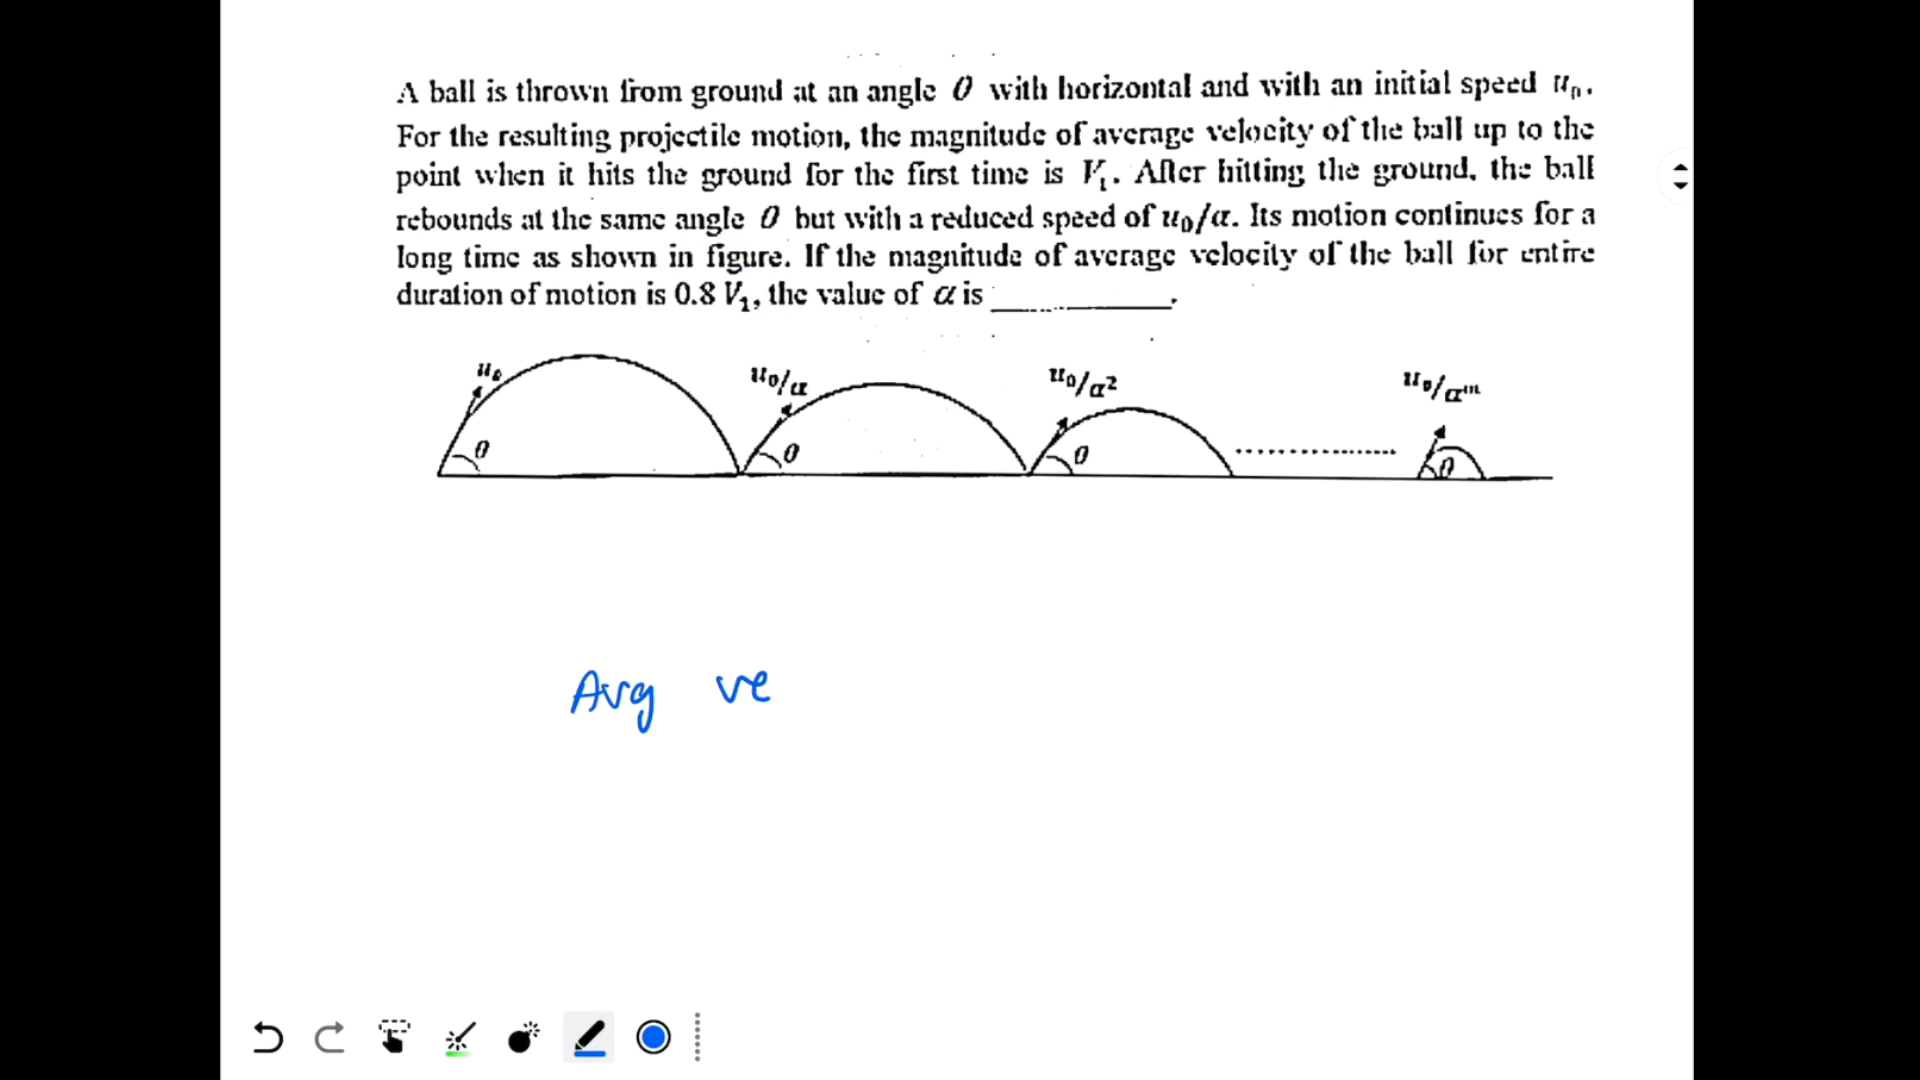 A ball is thrown from ground at an angle θ with horizontal and with an initial speed u₀.
For the resulting projectile motion, the magnitude of average velocity of the ball up to the
point when it hits the ground for the first time is V₁. After hitting the ground, the ball
rebounds at the same angle θ but with a reduced speed of u₀/α. Its motion continues for a
long time as shown in figure. If the magnitude of average velocity of the ball for entire
duration of motion is 0.8 V₁, the value of α is ________.
u₀ u₀/α u₀/α² u₀/αᵐ
θ θ θ θ
Avg ve